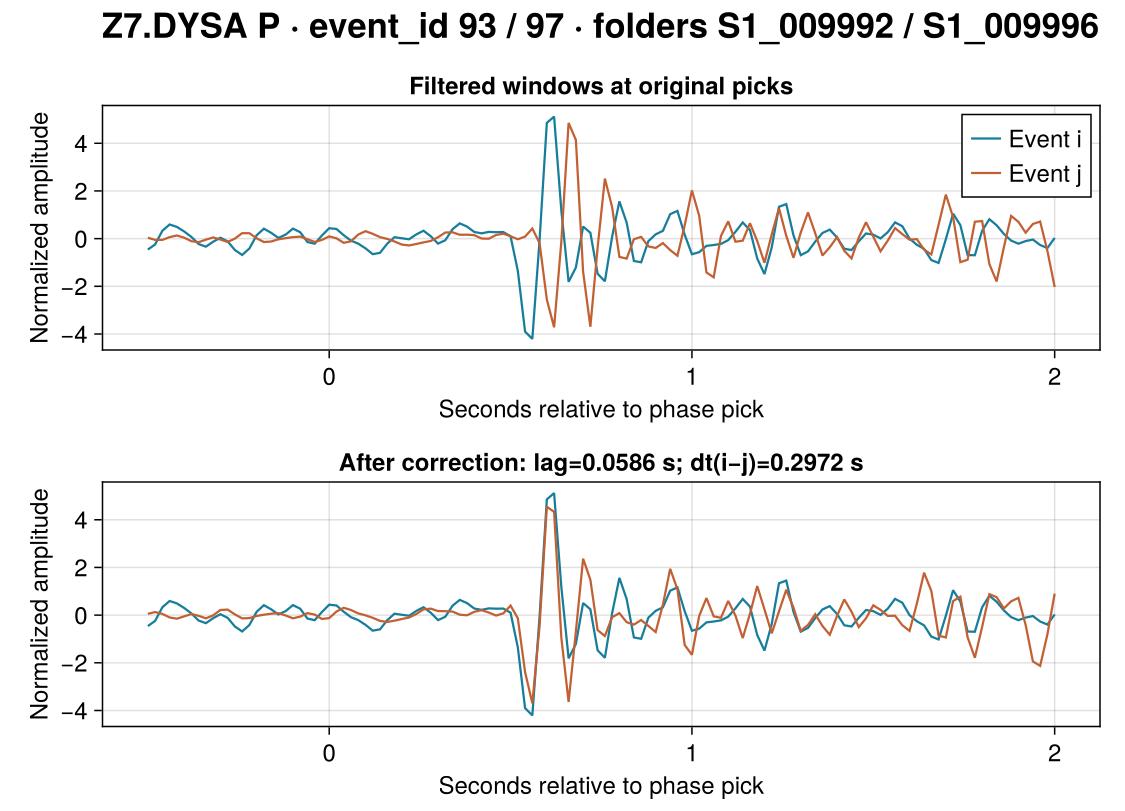 Z7.DYSA P · event_id 93 / 97 · folders S1_009992 / S1_009996
Filtered windows at original picks
Normalized amplitude
4
2
0
−2
−4
Event i
Event j
0
1
2
Seconds relative to phase pick
After correction: lag=0.0586 s; dt(i−j)=0.2972 s
Normalized amplitude
4
2
0
−2
−4
0
1
2
Seconds relative to phase pick